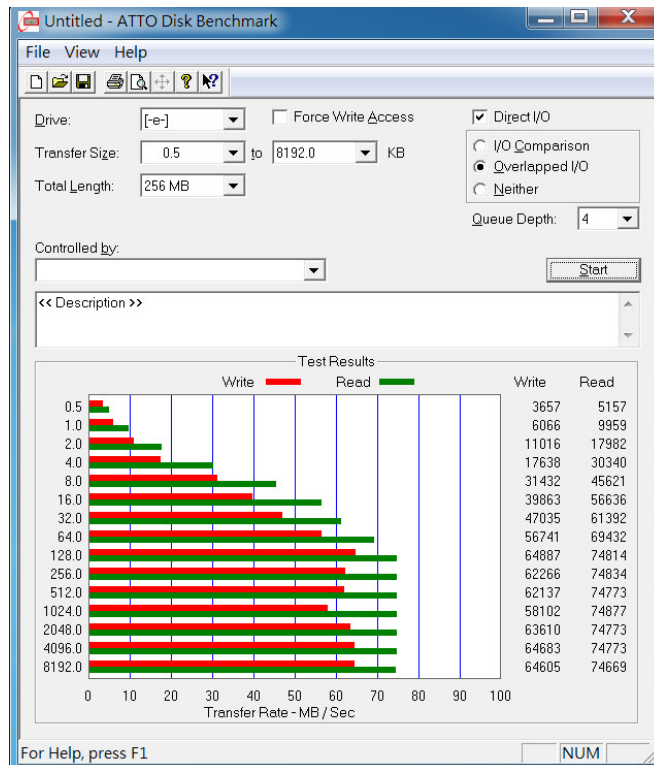 Untitled - ATTO Disk Benchmark
File View Help
Drive: [-e-] Force Write Access Direct I/O
Transfer Size: 0.5 to 8192.0 KB I/O Comparison
Overlapped I/O
Total Length: 256 MB Neither
Queue Depth: 4
Controlled by:
Start
<< Description >>
Test Results
Write Read Write Read
0.5 3657 5157
1.0 6066 9959
2.0 11016 17982
4.0 17638 30340
8.0 31432 45621
16.0 39863 56636
32.0 47035 61392
64.0 56741 69432
128.0 64887 74814
256.0 62266 74834
512.0 62137 74773
1024.0 58102 74877
2048.0 63610 74773
4096.0 64683 74773
8192.0 64605 74669
0 10 20 30 40 50 60 70 80 90 100
Transfer Rate - MB / Sec
For Help, press F1 NUM